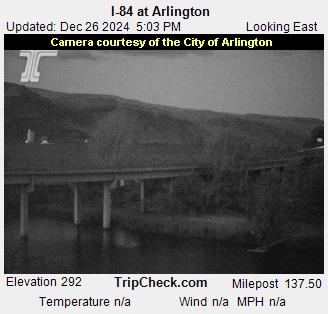 I-84 at Arlington
Updated: Dec 26 2024 5:03 PM Looking East
Camera courtesy of the City of Arlington
Elevation 292 TripCheck.com Milepost 137.50
Temperature n/a Wind n/a MPH n/a